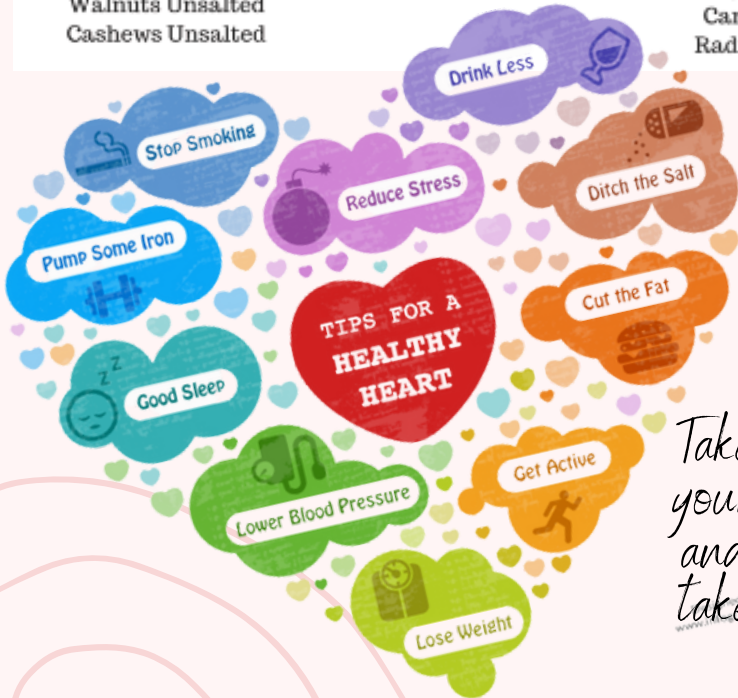 Walnuts Unsalted
Cashews Unsalted
Drink Less
Stop Smoking
Reduce Stress
Ditch the Salt
Pump Some Iron
TIPS FOR A
HEALTHY
HEART
Cut the Fat
Z Z Z
Good Sleep
Get Active
Lower Blood Pressure
Lose Weight
and